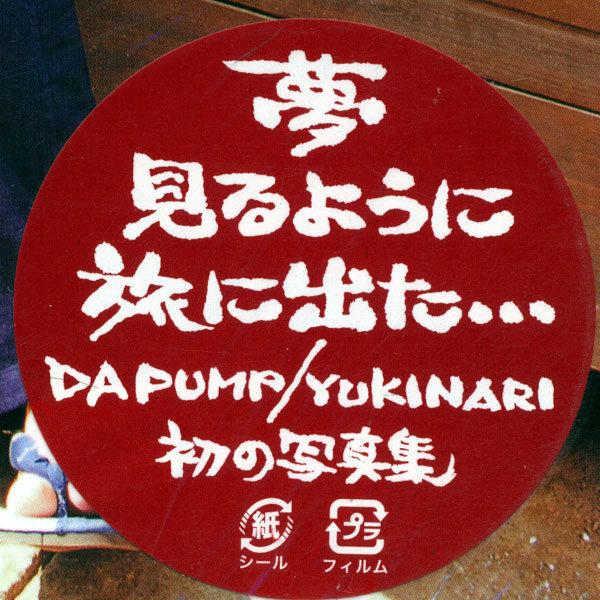 夢
見るように
旅に出た…
DA PUMP/YUKINARI
初の写真集
紙 プラ
シール フィルム